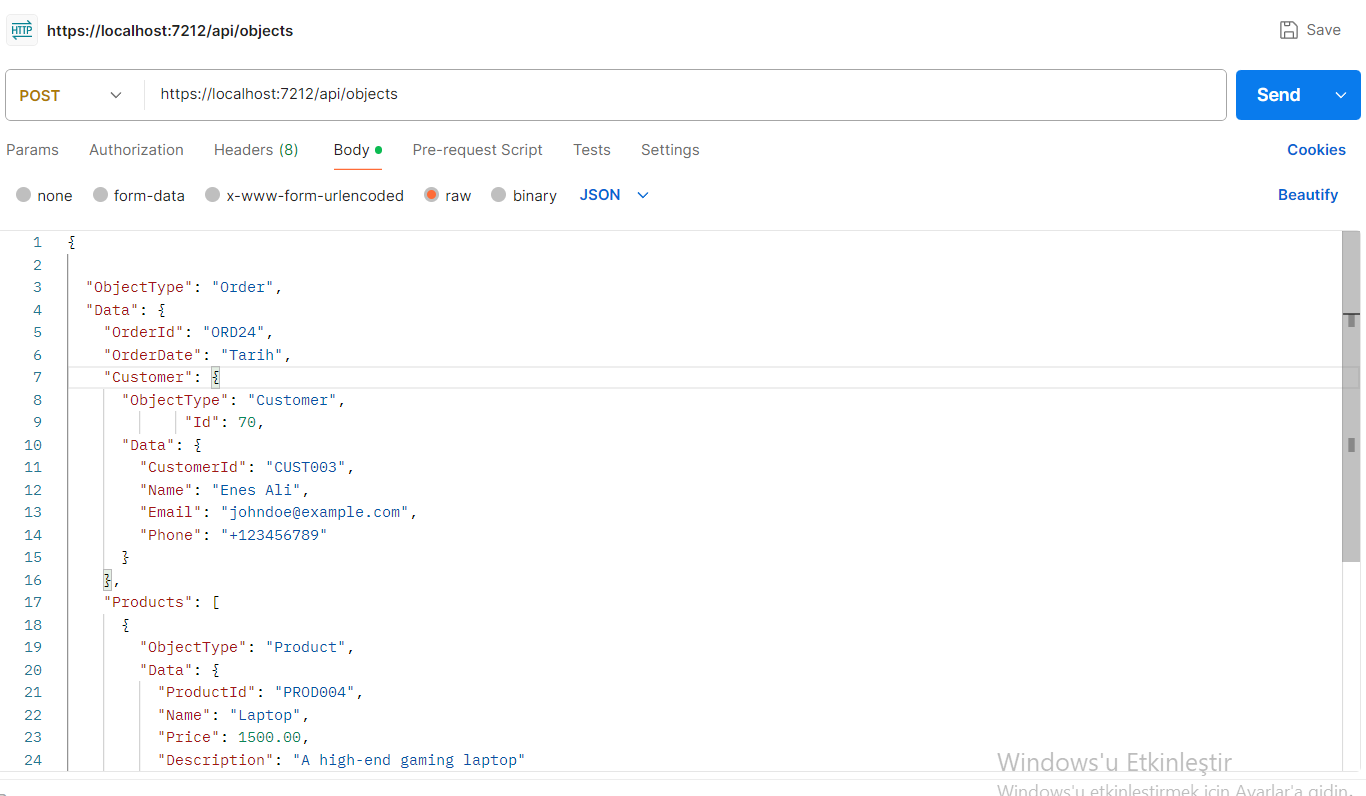 HTTP https://localhost:7212/api/objects Save
POST https://localhost:7212/api/objects Send
Params Authorization Headers (8) Body Pre-request Script Tests Settings Cookies
none form-data x-www-form-urlencoded raw binary JSON Beautify
1 {
2
3 "ObjectType": "Order",
4 "Data": {
5 "OrderId": "ORD24",
6 "OrderDate": "Tarih",
7 "Customer": {
8 "ObjectType": "Customer",
9 "Id": 70,
10 "Data": {
11 "CustomerId": "CUST003",
12 "Name": "Enes Ali",
13 "Email": "johndoe@example.com",
14 "Phone": "+123456789"
15 }
16 },
17 "Products": [
18 {
19 "ObjectType": "Product",
20 "Data": {
21 "ProductId": "PROD004",
22 "Name": "Laptop",
23 "Price": 1500.00,
24 "Description": "A high-end gaming laptop"
Windows'u Etkinleştir
Windows'u etkinleştirmek için Ayarlar'a gidin.